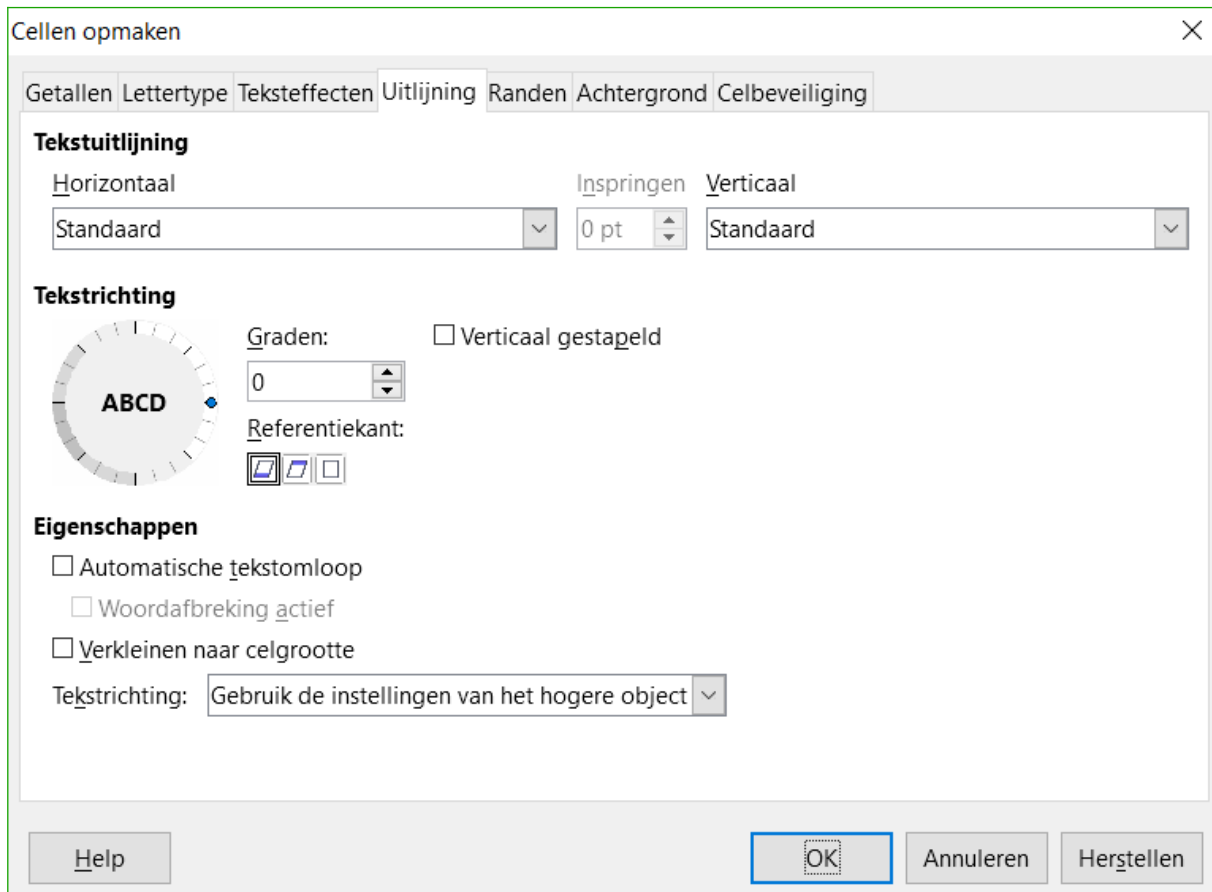 Cellen opmaken
Getallen Lettertype Teksteffecten Uitlijning Randen Achtergrond Celbeveiliging
Tekstuitlijning
Horizontaal Inspringen Verticaal
Standaard 0 pt Standaard
Tekstrichting
Graden: Verticaal gestapeld
0
ABCD
Referentiekant:
Eigenschappen
Automatische tekstomloop
Woordafbreking actief
Verkleinen naar celgrootte
Tekstrichting: Gebruik de instellingen van het hogere object
Help OK Annuleren Herstellen